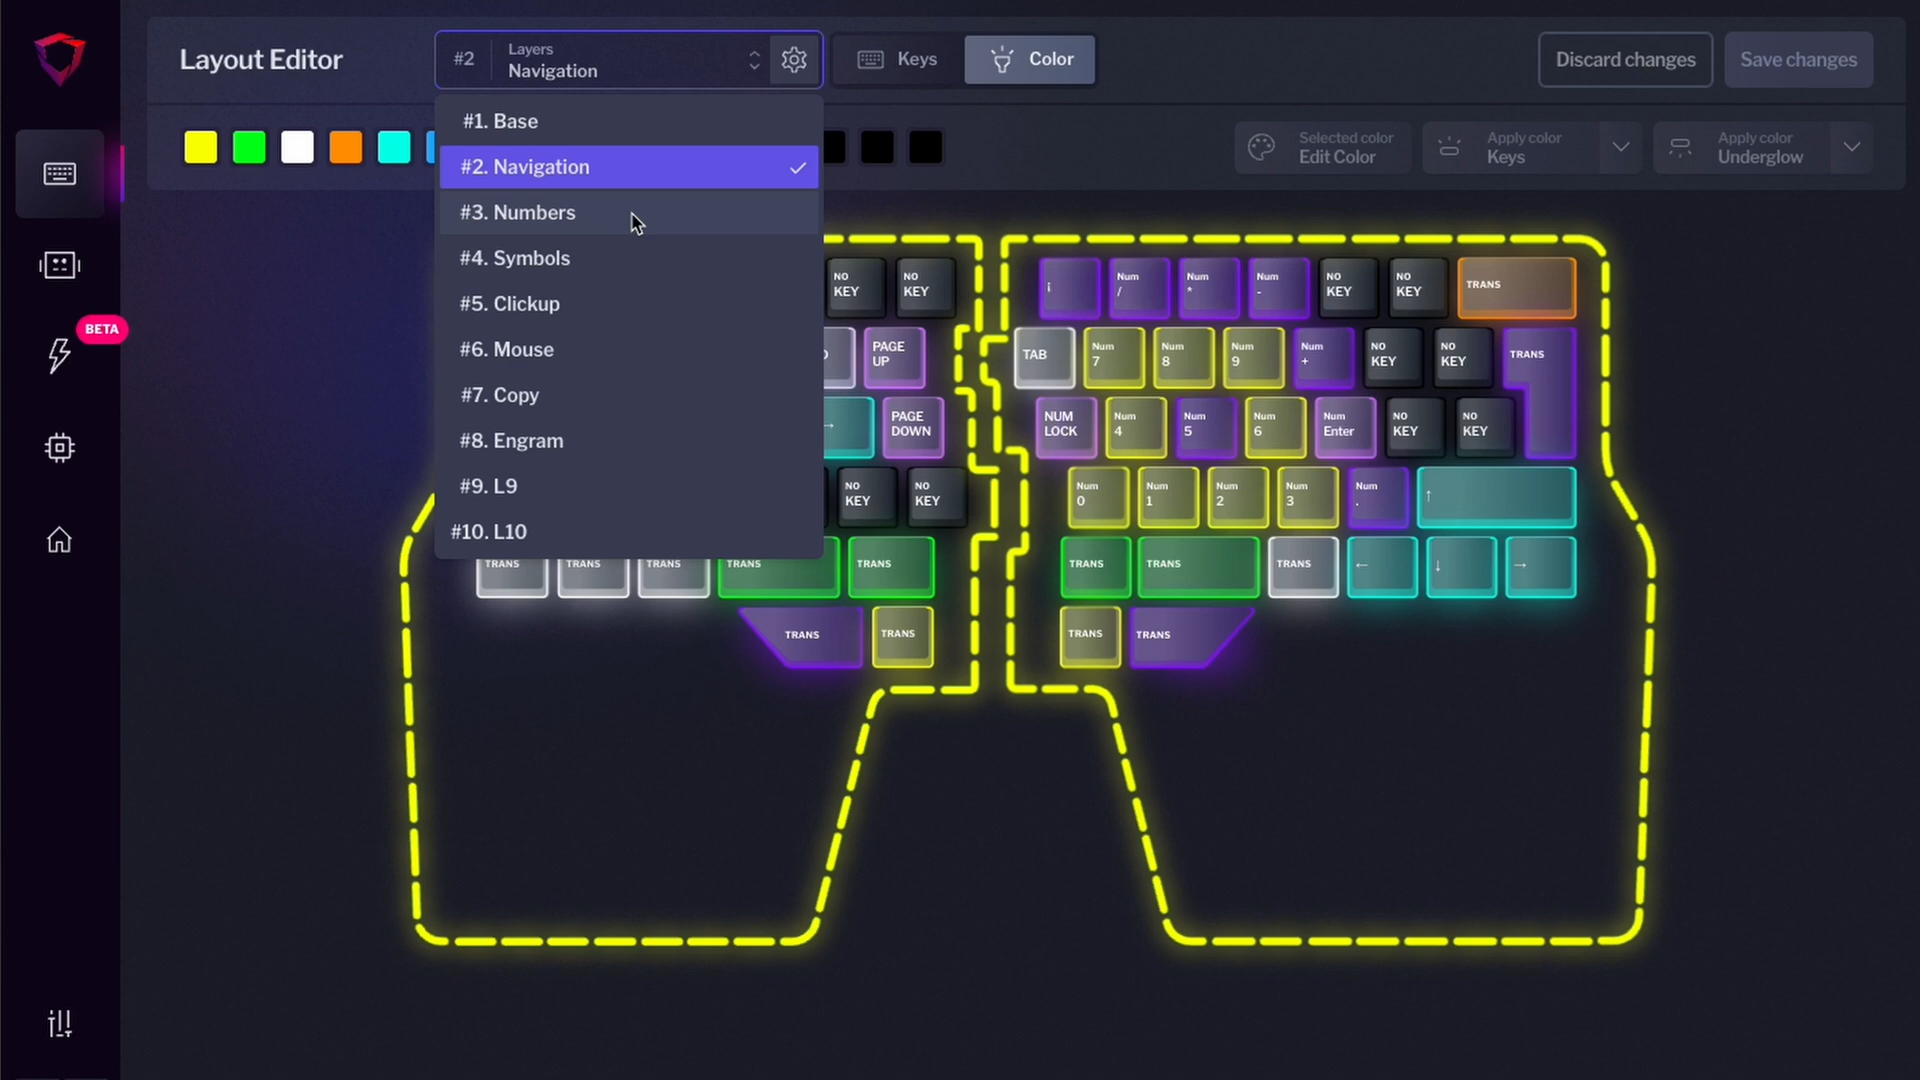 Layout Editor
#2
Layers
Navigation
Keys
Color
Discard changes
Save changes
#1. Base
#2. Navigation
#3. Numbers
#4. Symbols
#5. Clickup
#6. Mouse
#7. Copy
#8. Engram
#9. L9
#10. L10
Selected color
Edit Color
Apply color
Keys
Apply color
Underglow
BETA
NO
KEY
NO
KEY
¡
Num
/
Num
*
Num
-
NO
KEY
NO
KEY
TRANS
PAGE
UP
TAB
Num
7
Num
8
Num
9
Num
+
NO
KEY
NO
KEY
TRANS
→
PAGE
DOWN
NUM
LOCK
Num
4
Num
5
Num
6
Num
Enter
NO
KEY
NO
KEY
NO
KEY
NO
KEY
Num
0
Num
1
Num
2
Num
3
Num
.
↑
TRANS
TRANS
TRANS
TRANS
TRANS
TRANS
TRANS
TRANS
←
↓
→
TRANS
TRANS
TRANS
TRANS